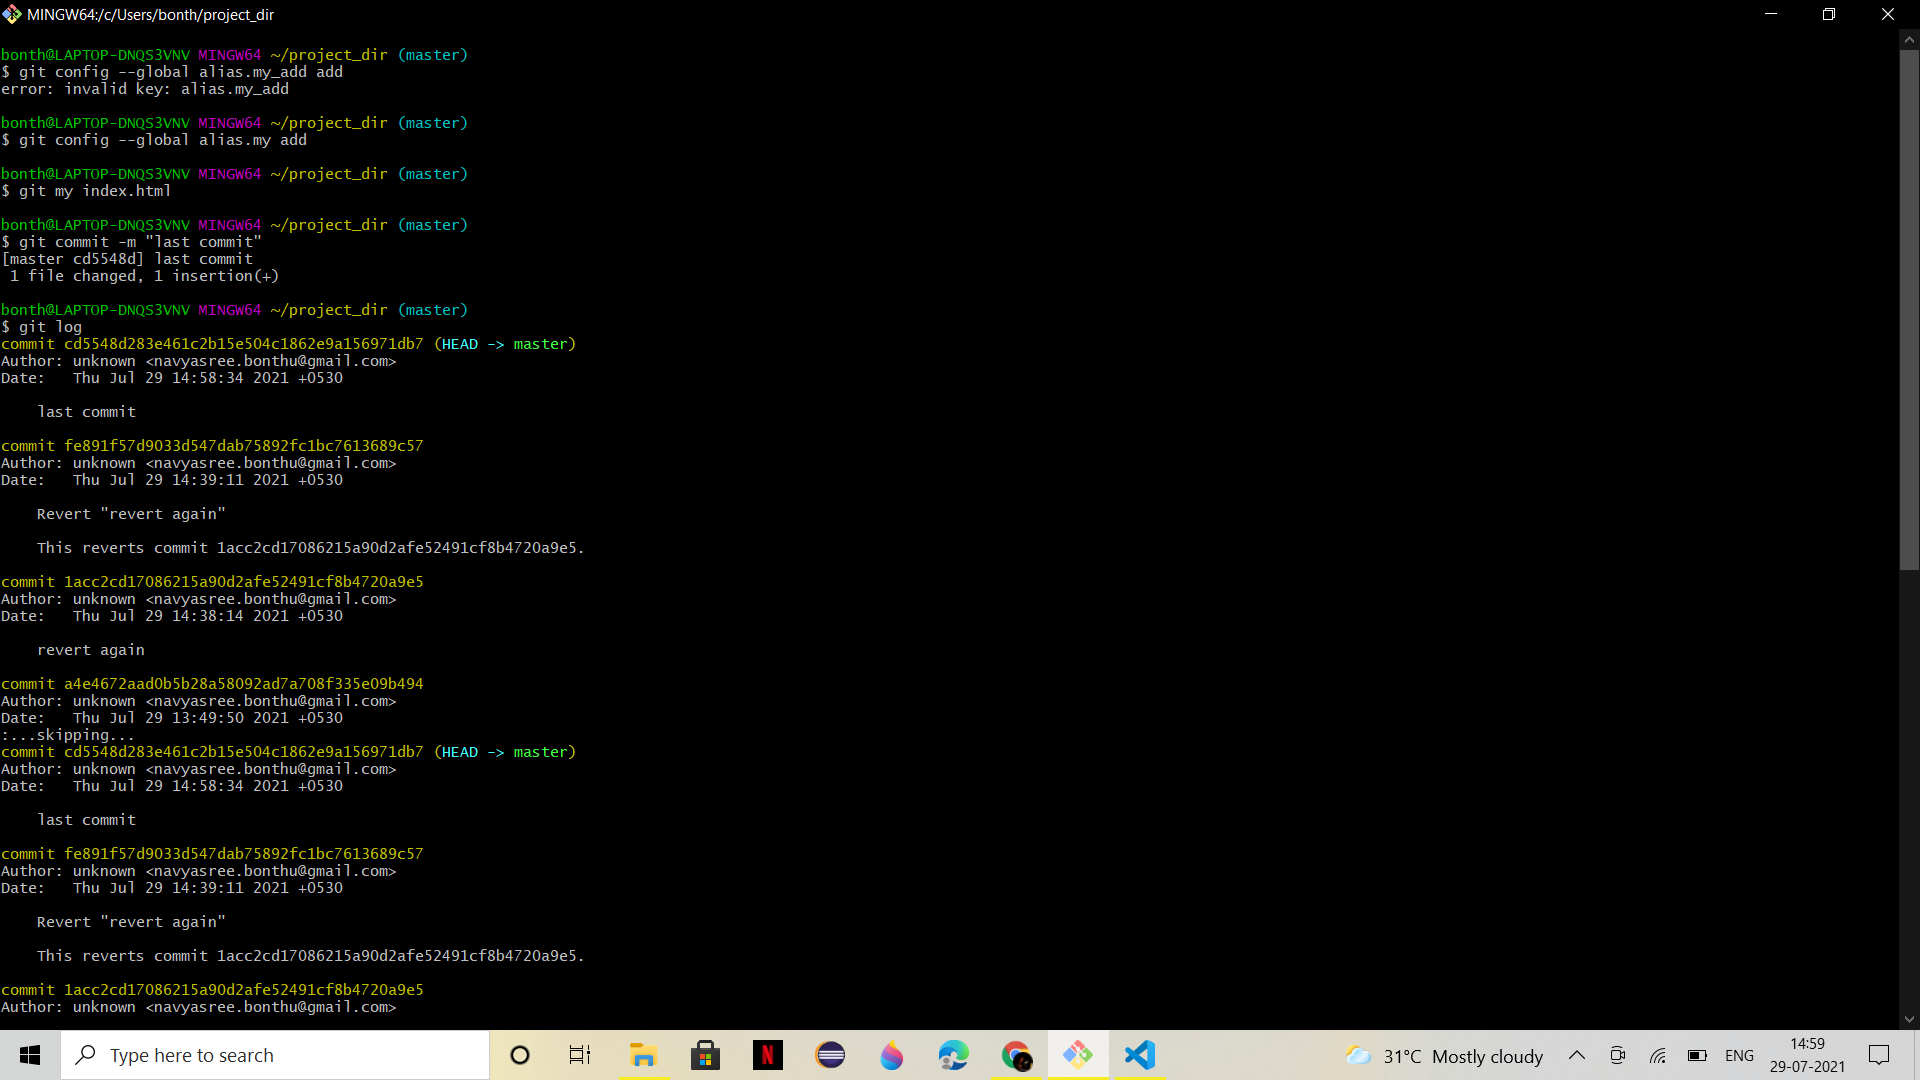 MINGW64:/c/Users/bonth/project_dir
bonth@LAPTOP-DNQS3VNV MINGW64 ~/project_dir (master)
$ git config --global alias.my_add add
error: invalid key: alias.my_add
bonth@LAPTOP-DNQS3VNV MINGW64 ~/project_dir (master)
$ git config --global alias.my add
bonth@LAPTOP-DNQS3VNV MINGW64 ~/project_dir (master)
$ git my index.html
bonth@LAPTOP-DNQS3VNV MINGW64 ~/project_dir (master)
$ git commit -m "last commit"
[master cd5548d] last commit
1 file changed, 1 insertion(+)
bonth@LAPTOP-DNQS3VNV MINGW64 ~/project_dir (master)
$ git log
commit cd5548d283e461c2b15e504c1862e9a156971db7 (HEAD -> master)
Author: unknown <navyasree.bonthu@gmail.com>
Date:   Thu Jul 29 14:58:34 2021 +0530
last commit
commit fe891f57d9033d547dab75892fc1bc7613689c57
Author: unknown <navyasree.bonthu@gmail.com>
Date:   Thu Jul 29 14:39:11 2021 +0530
Revert "revert again"
This reverts commit 1acc2cd17086215a90d2afe52491cf8b4720a9e5.
commit 1acc2cd17086215a90d2afe52491cf8b4720a9e5
Author: unknown <navyasree.bonthu@gmail.com>
Date:   Thu Jul 29 14:38:14 2021 +0530
revert again
commit a4e4672aad0b5b28a58092ad7a708f335e09b494
Author: unknown <navyasree.bonthu@gmail.com>
Date:   Thu Jul 29 13:49:50 2021 +0530
:...skipping...
commit cd5548d283e461c2b15e504c1862e9a156971db7 (HEAD -> master)
Author: unknown <navyasree.bonthu@gmail.com>
Date:   Thu Jul 29 14:58:34 2021 +0530
last commit
commit fe891f57d9033d547dab75892fc1bc7613689c57
Author: unknown <navyasree.bonthu@gmail.com>
Date:   Thu Jul 29 14:39:11 2021 +0530
Revert "revert again"
This reverts commit 1acc2cd17086215a90d2afe52491cf8b4720a9e5.
commit 1acc2cd17086215a90d2afe52491cf8b4720a9e5
Author: unknown <navyasree.bonthu@gmail.com>
Type here to search
N
31°C Mostly cloudy
ENG
14:59
29-07-2021